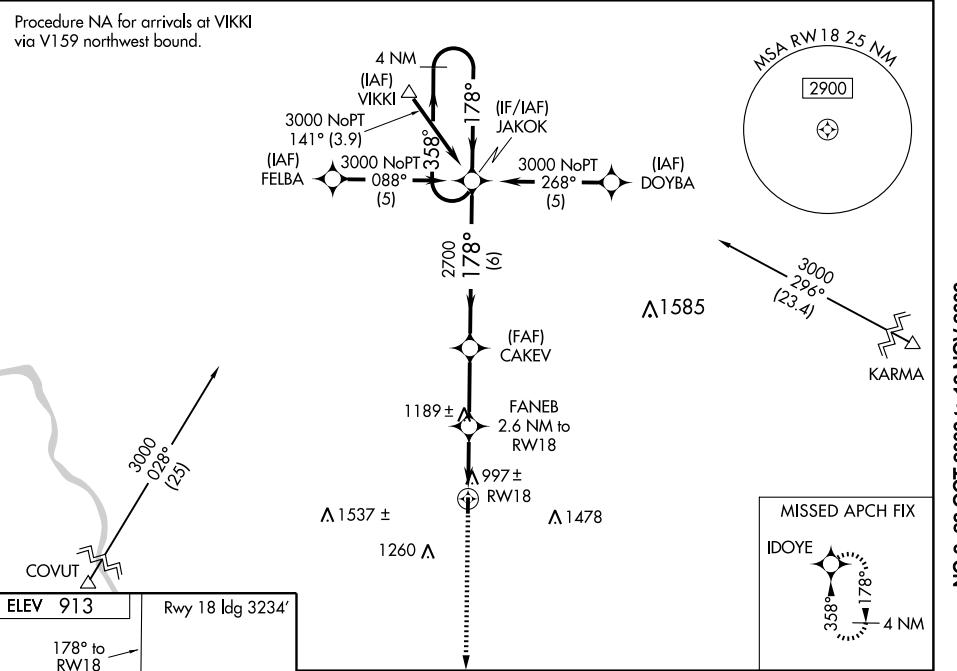 Procedure NA for arrivals at VIKKI
via V159 northwest bound.
4 NM
(IAF)
VIKKI
3000 NoPT
141° (3.9)
358°
178°
(IF/IAF)
JAKOK
(IAF)
FELBA
3000 NoPT
088°
(5)
3000 NoPT
268°
(5)
(IAF)
DOYBA
MSA RW18 25 NM
2900
2700
178°
(6)
3000
296°
(23.4)
KARMA
1585
(FAF)
CAKEV
1189 ±
FANEB
2.6 NM to
RW18
997 ±
RW18
1537 ±
1478
1260
3000
028°
(25)
COVUT
MISSED APCH FIX
IDOYE
358°
178°
4 NM
ELEV 913
Rwy 18 ldg 3234'
178° to
RW18